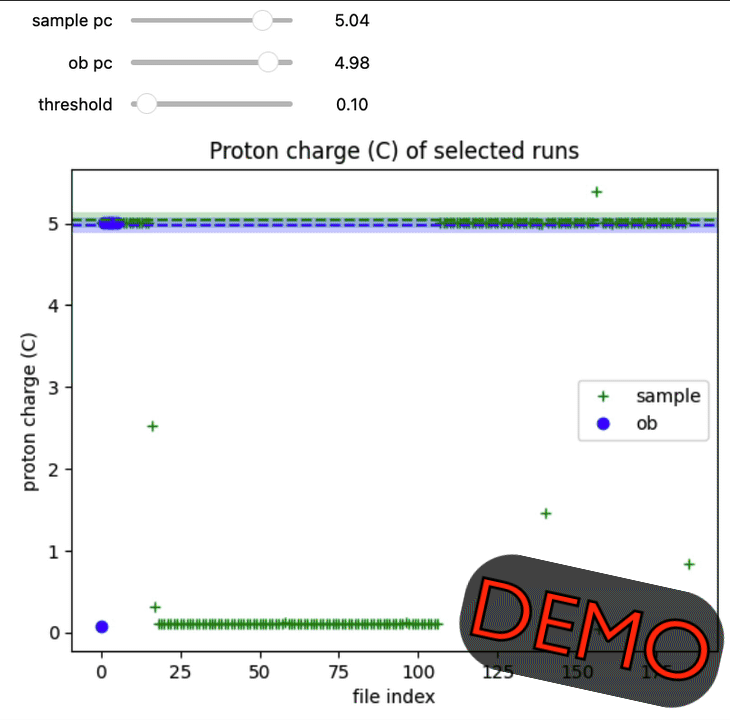 sample pc 5.04
ob pc 4.98
threshold 0.10
Proton charge (C) of selected runs
5
4
3
2
1
0
proton charge (C)
sample
ob
DEMO
0 25 50 75 100 125 150 175
file index